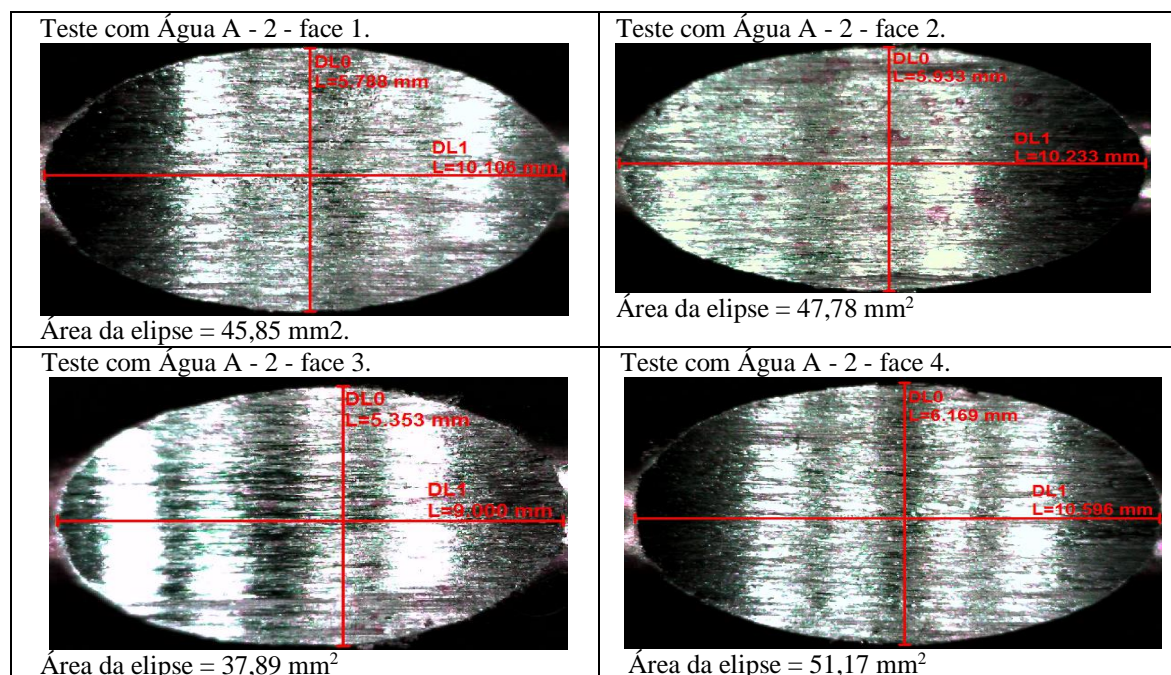 Teste com Água A - 2 - face 1.
DL0
L=5.788 mm
DL1
L=10.106 mm
Área da elipse = 45,85 mm2.
Teste com Água A - 2 - face 2.
DL0
L=5.933 mm
DL1
L=10.233 mm
Área da elipse = 47,78 mm²
Teste com Água A - 2 - face 3.
DL0
L=5.353 mm
DL1
L=9.000 mm
Área da elipse = 37,89 mm²
Teste com Água A - 2 - face 4.
DL0
L=6.169 mm
DL1
L=10.596 mm
Área da elipse = 51,17 mm²